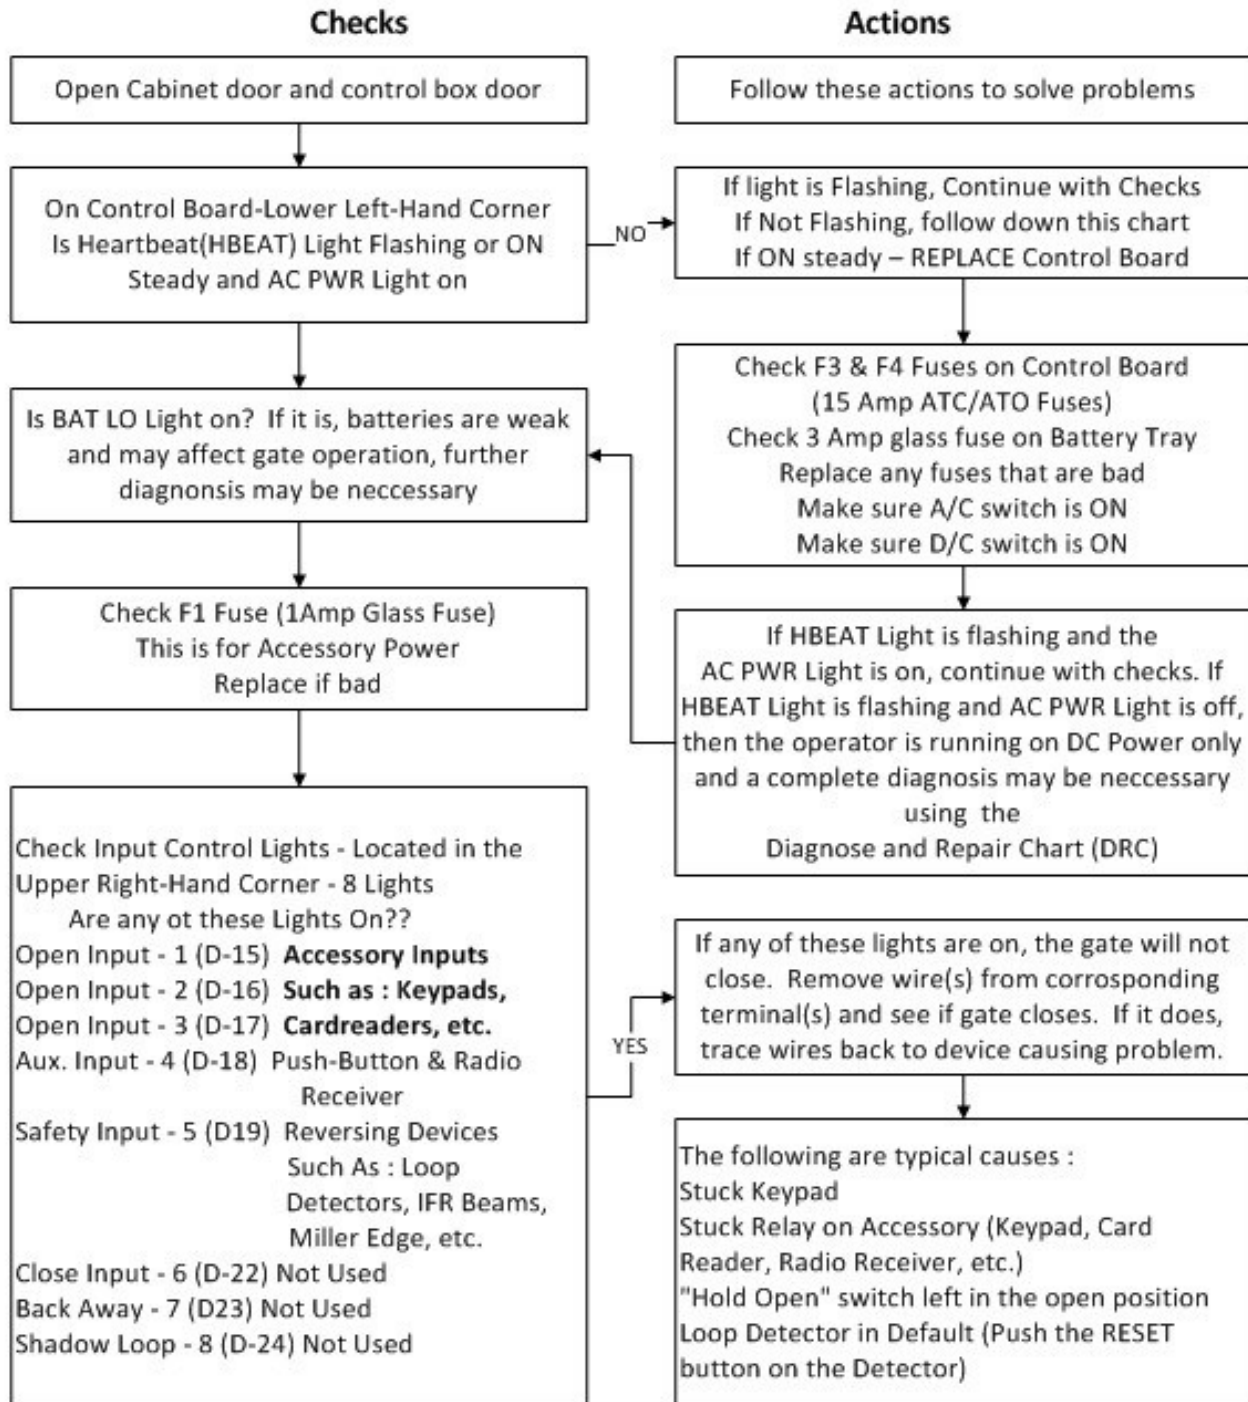 Checks
Open Cabinet door and control box door
On Control Board-Lower Left-Hand Corner
Is Heartbeat(HBEAT) Light Flashing or ON
Steady and AC PWR Light on
NO
Is BAT LO Light on?  If it is, batteries are weak
and may affect gate operation, further
diagnonsis may be neccessary
Check F1 Fuse (1Amp Glass Fuse)
This is for Accessory Power
Replace if bad
Check Input Control Lights - Located in the
Upper Right-Hand Corner - 8 Lights
Are any ot these Lights On??
Open Input - 1 (D-15)  Accessory Inputs
Open Input - 2 (D-16)  Such as : Keypads,
Open Input - 3 (D-17)  Cardreaders, etc.
Aux. Input - 4 (D-18)  Push-Button & Radio
Receiver
Safety Input - 5 (D19)  Reversing Devices
Such As : Loop
Detectors, IFR Beams,
Miller Edge, etc.
Close Input - 6 (D-22) Not Used
Back Away - 7 (D23) Not Used
Shadow Loop - 8 (D-24) Not Used
YES
Actions
Follow these actions to solve problems
If light is Flashing, Continue with Checks
If Not Flashing, follow down this chart
If ON steady – REPLACE Control Board
Check F3 & F4 Fuses on Control Board
(15 Amp ATC/ATO Fuses)
Check 3 Amp glass fuse on Battery Tray
Replace any fuses that are bad
Make sure A/C switch is ON
Make sure D/C switch is ON
If HBEAT Light is flashing and the
AC PWR Light is on, continue with checks. If
HBEAT Light is flashing and AC PWR Light is off,
then the operator is running on DC Power only
and a complete diagnosis may be neccessary
using  the
Diagnose and Repair Chart (DRC)
If any of these lights are on, the gate will not
close.  Remove wire(s) from corrosponding
terminal(s) and see if gate closes.  If it does,
trace wires back to device causing problem.
The following are typical causes :
Stuck Keypad
Stuck Relay on Accessory (Keypad, Card
Reader, Radio Receiver, etc.)
"Hold Open" switch left in the open position
Loop Detector in Default (Push the RESET
button on the Detector)